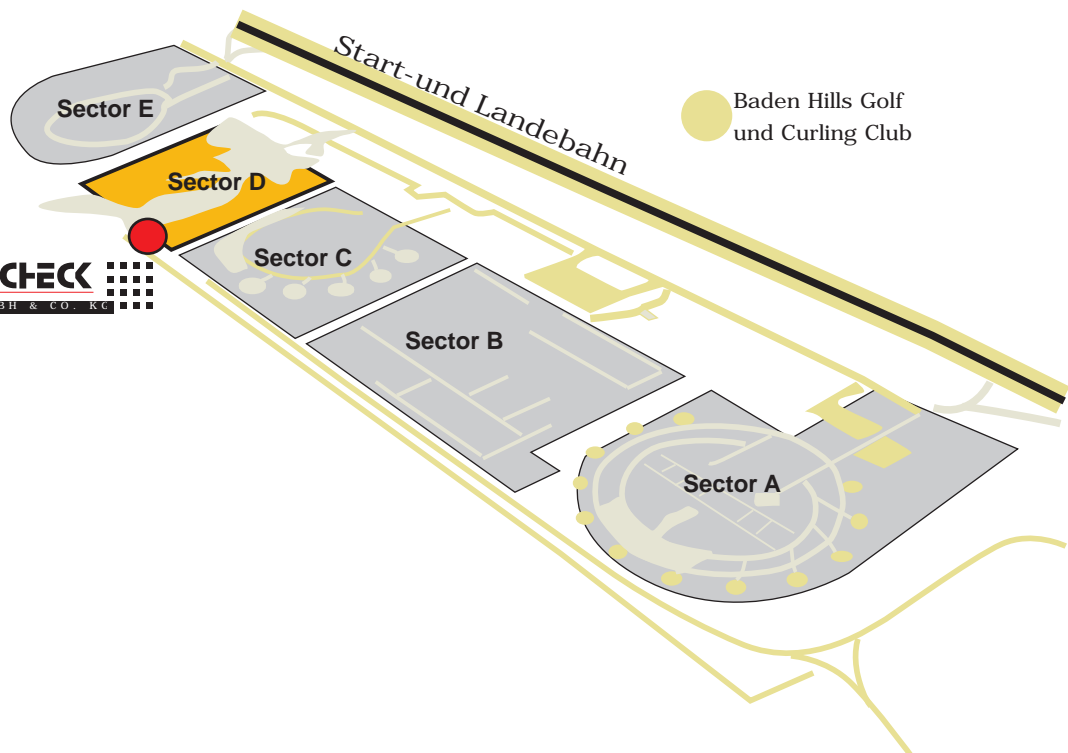 Start-und Landebahn
Baden Hills Golf
und Curling Club
Sector E
Sector D
Sector C
CHECK
BH & CO. KG
Sector B
Sector A